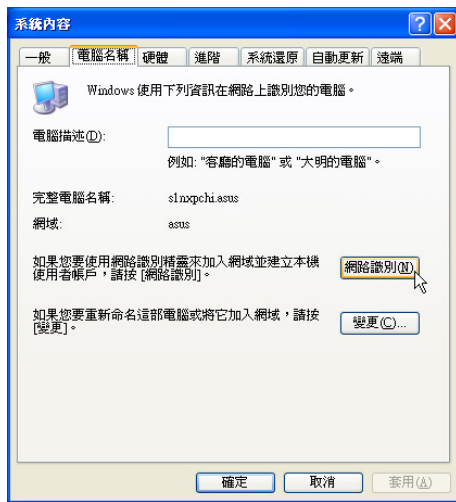 系統內容
一般 電腦名稱 硬體 進階 系統還原 自動更新 遠端
Windows 使用下列資訊在網路上識別您的電腦。
電腦描述(D):
例如: "客廳的電腦" 或 "大明的電腦"。
完整電腦名稱: s1nxpchi.asus
網域: asus
如果您要使用網路識別精靈來加入網域並建立本機
使用者帳戶，請按 [網路識別]。
網路識別(N)
如果您要重新命名這部電腦或將它加入網域，請按
[變更]。
變更(C)...
確定 取消 套用(A)